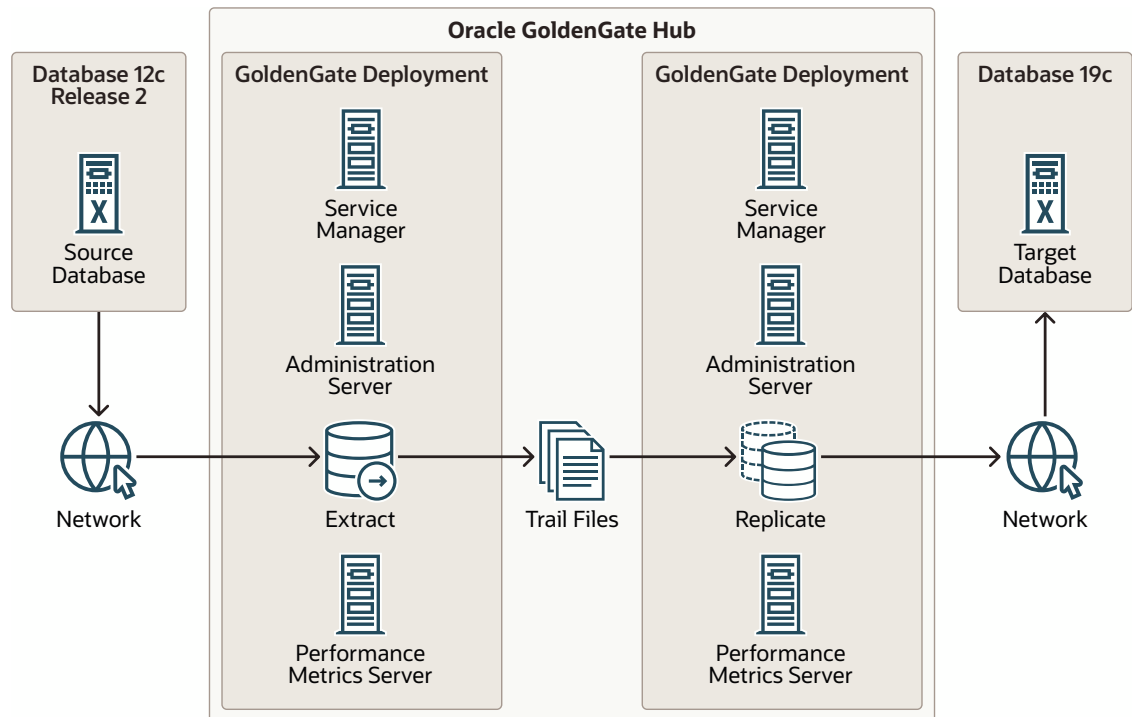 Oracle GoldenGate Hub
Database 12c
Release 2
Source
Database
Network
GoldenGate Deployment
Service
Manager
Administration
Server
Extract
Performance
Metrics Server
Trail Files
GoldenGate Deployment
Service
Manager
Administration
Server
Replicate
Performance
Metrics Server
Database 19c
Target
Database
Network